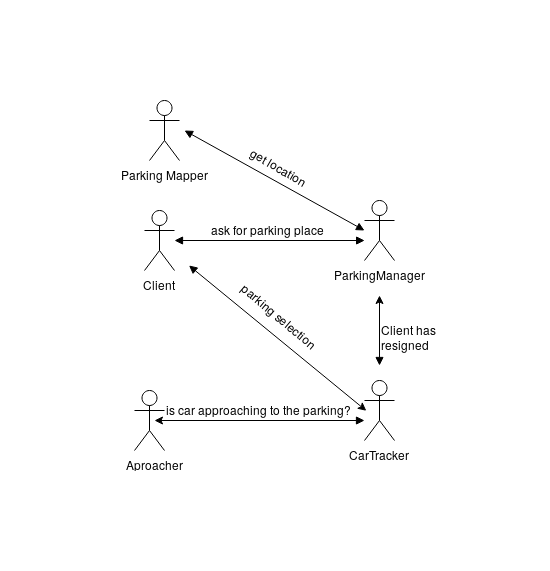 get location
Parking Mapper
ask for parking place
ParkingManager
Client
parking selection
Client has
resigned
is car approaching to the parking?
CarTracker
Aproacher